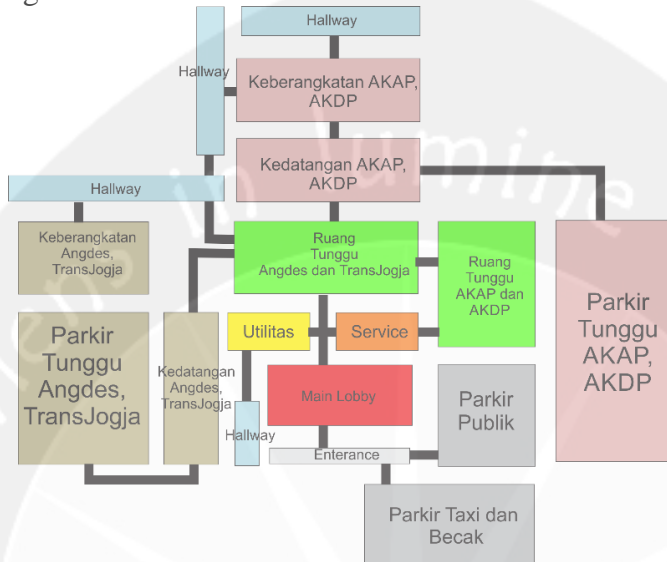 Hallway
Hallway
Keberangkatan AKAP,
AKDP
Kedatangan AKAP,
AKDP
Hallway
Keberangkatan
Angdes,
TransJogja
Ruang
Tunggu
Angdes dan TransJogja
Ruang
Tunggu
AKAP dan
AKDP
Parkir
Tunggu
AKAP,
AKDP
Parkir
Tunggu
Angdes,
TransJogja
Kedatangan
Angdes,
TransJogja
Utilitas
Service
Main Lobby
Parkir
Publik
Hallway
Enterance
Parkir Taxi dan
Becak
in lumine